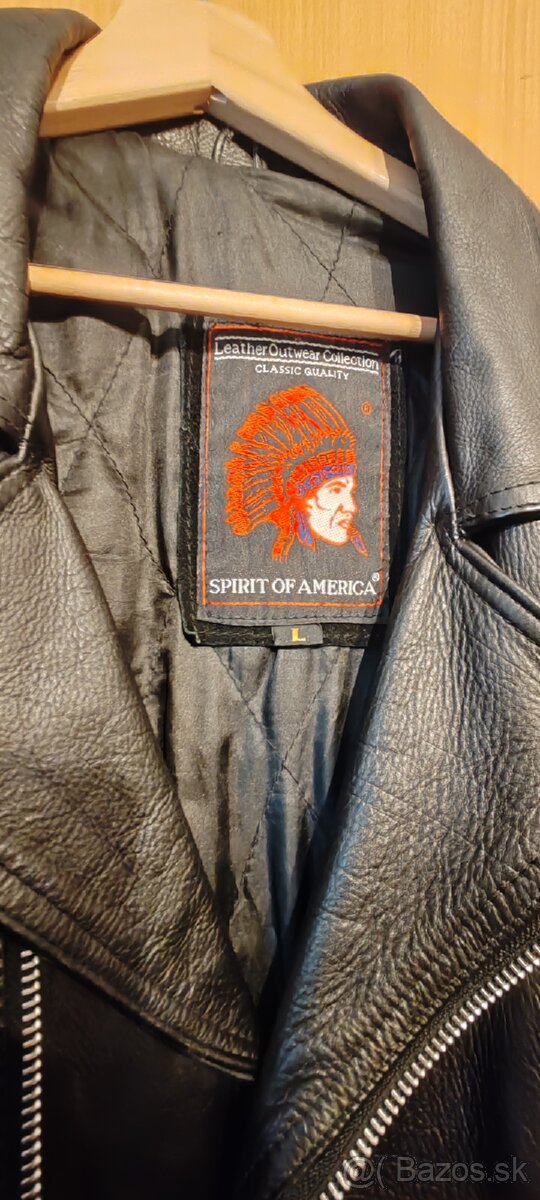 Leather Outwear Collection
CLASSIC QUALITY
®
SPIRIT OF AMERICA®
L
@( Bazos.sk